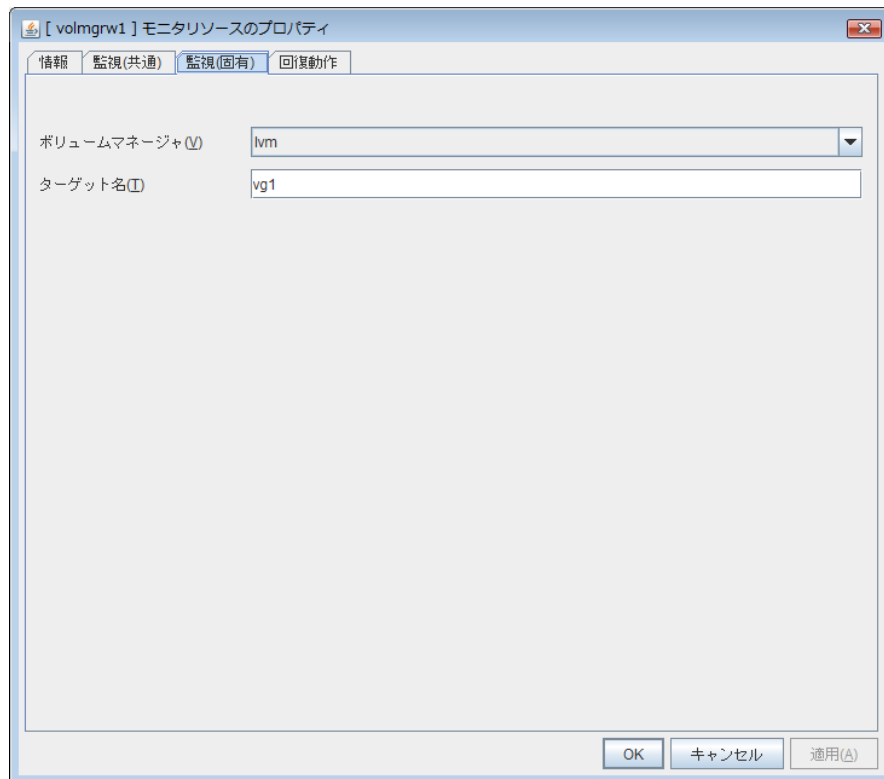 [ volmgrw1 ] モニタリソースのプロパティ
情報 監視(共通) 監視(固有) 回復動作
ボリュームマネージャ(V) lvm
ターゲット名(T) vg1
OK キャンセル 適用(A)